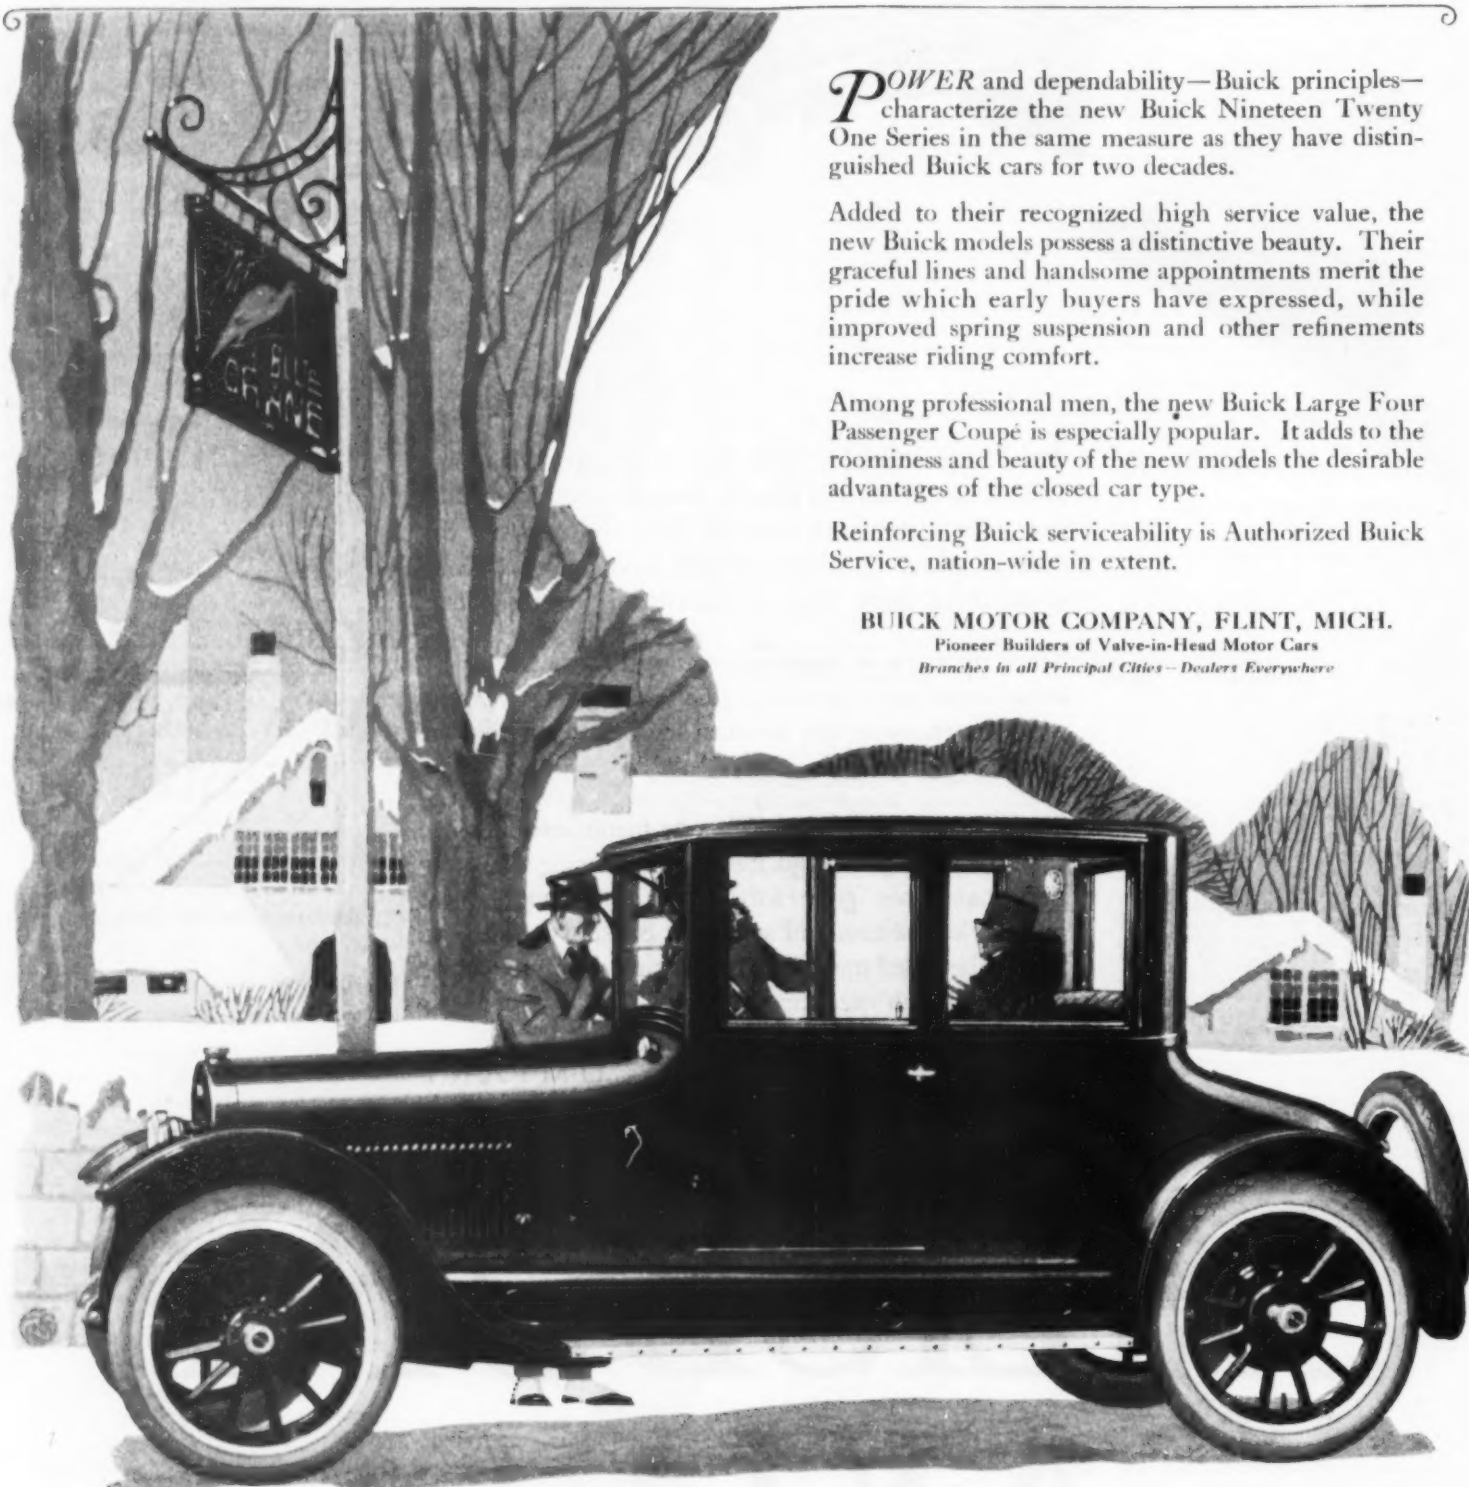 BLUE
CRANE
POWER and dependability—Buick principles—
characterize the new Buick Nineteen Twenty
One Series in the same measure as they have distin-
guished Buick cars for two decades.
Added to their recognized high service value, the
new Buick models possess a distinctive beauty. Their
graceful lines and handsome appointments merit the
pride which early buyers have expressed, while
improved spring suspension and other refinements
increase riding comfort.
Among professional men, the new Buick Large Four
Passenger Coupé is especially popular. It adds to the
roominess and beauty of the new models the desirable
advantages of the closed car type.
Reinforcing Buick serviceability is Authorized Buick
Service, nation-wide in extent.
BUICK MOTOR COMPANY, FLINT, MICH.
Pioneer Builders of Valve-in-Head Motor Cars
Branches in all Principal Cities—Dealers Everywhere